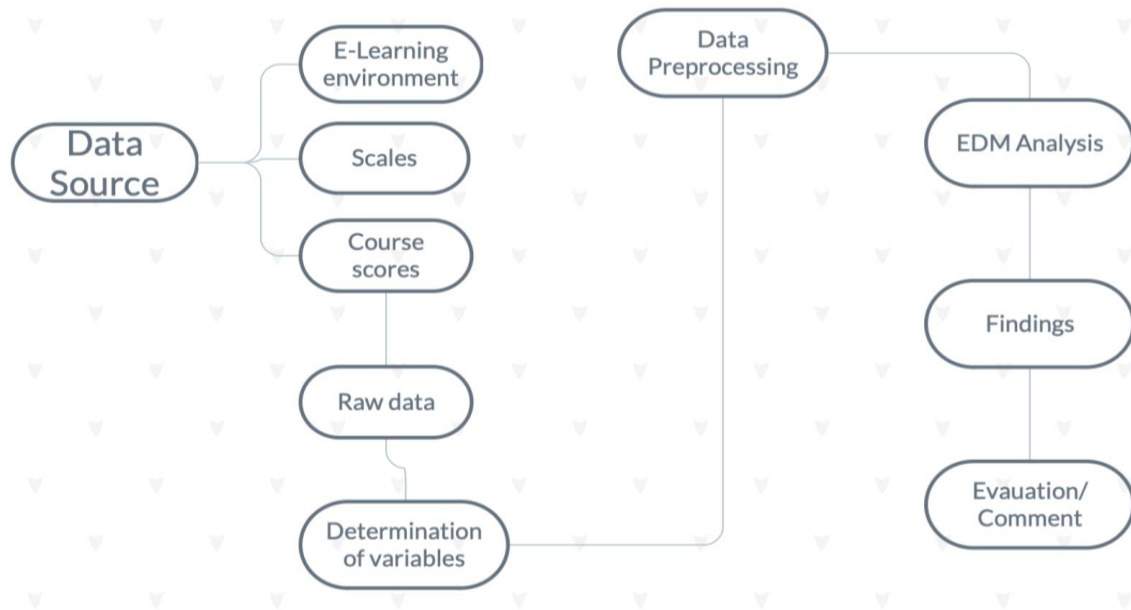 Data
Source
E-Learning
environment
Scales
Course
scores
Raw data
Determination
of variables
Data
Preprocessing
EDM Analysis
Findings
Evauation/
Comment